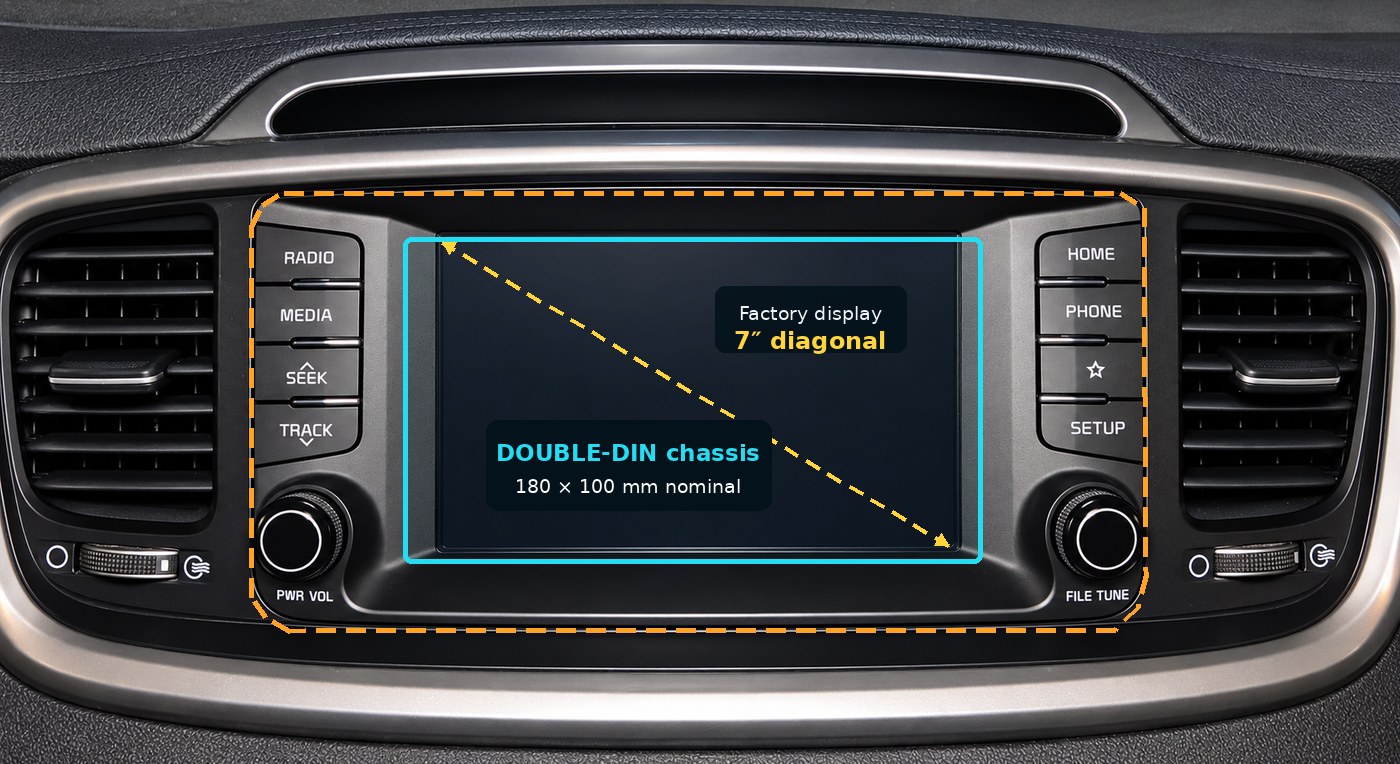 RADIO
MEDIA
SEEK
TRACK
PWR VOL
Factory display
7″ diagonal
DOUBLE-DIN chassis
180 × 100 mm nominal
HOME
PHONE
SETUP
FILE TUNE